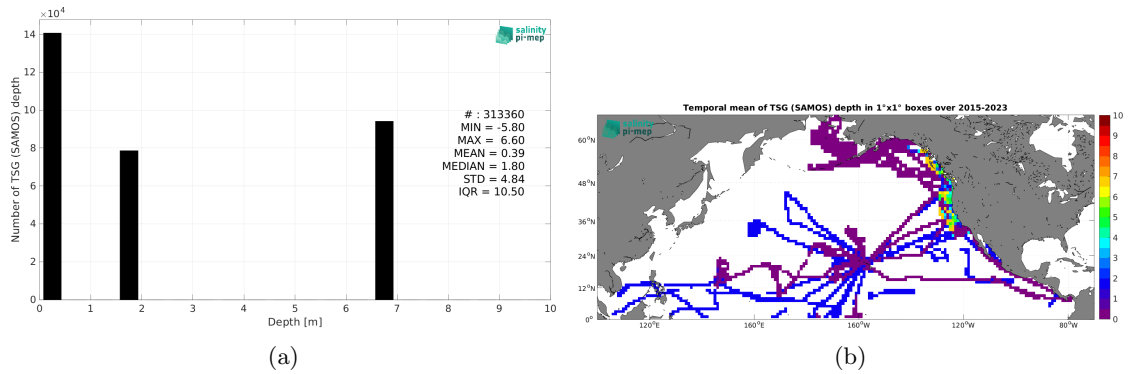 ×10⁴
14
12
10
8
6
4
2
0
Number of TSG (SAMOS) depth
0 1 2 3 4 5 6 7 8 9 10
Depth [m]
salinity
pi-mep
# : 313360
MIN = -5.80
MAX = 6.60
MEAN = 0.39
MEDIAN = 1.80
STD = 4.84
IQR = 10.50
(a)
Temporal mean of TSG (SAMOS) depth in 1°x1° boxes over 2015-2023
salinity
pi-mep
60°N
48°N
36°N
24°N
12°N
0°
120°E 160°E 160°W 120°W 80°W
10
9
8
7
6
5
4
3
2
1
0
(b)